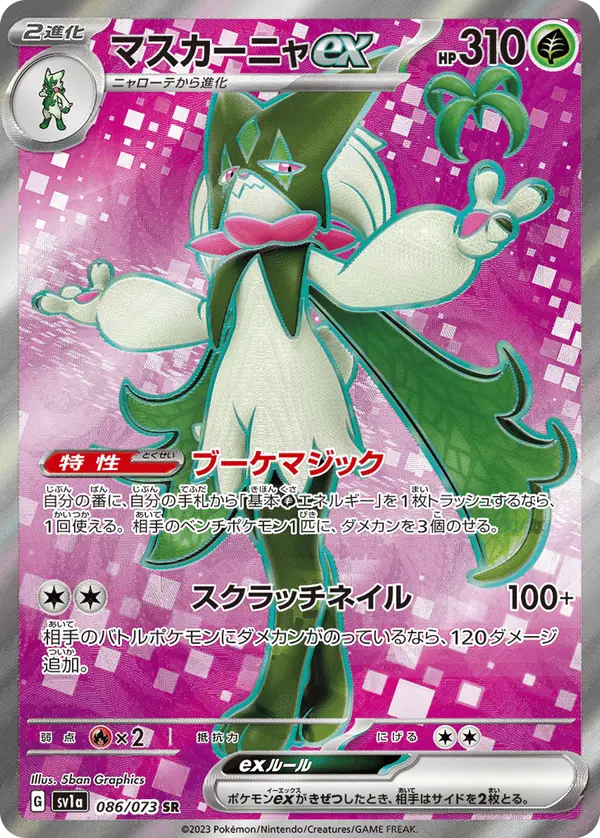 2進化
マスカーニャex
HP310
ニャローテから進化
特性
とくせい
ブーケマジック
自分の番に、自分の手札から「基本エネルギー」を1枚トラッシュするなら、
1回使える。相手のベンチポケモン1匹に、ダメカンを3個のせる。
スクラッチネイル 100+
相手のバトルポケモンにダメカンがのっているなら、120ダメージ
追加。
弱点 ×2 抵抗力 にげる
exルール
ポケモンexがきぜつしたとき、相手はサイドを2枚とる。
Illus. 5ban Graphics
G sv1a 086/073 SR
©2023 Pokémon/Nintendo/Creatures/GAME FREAK.